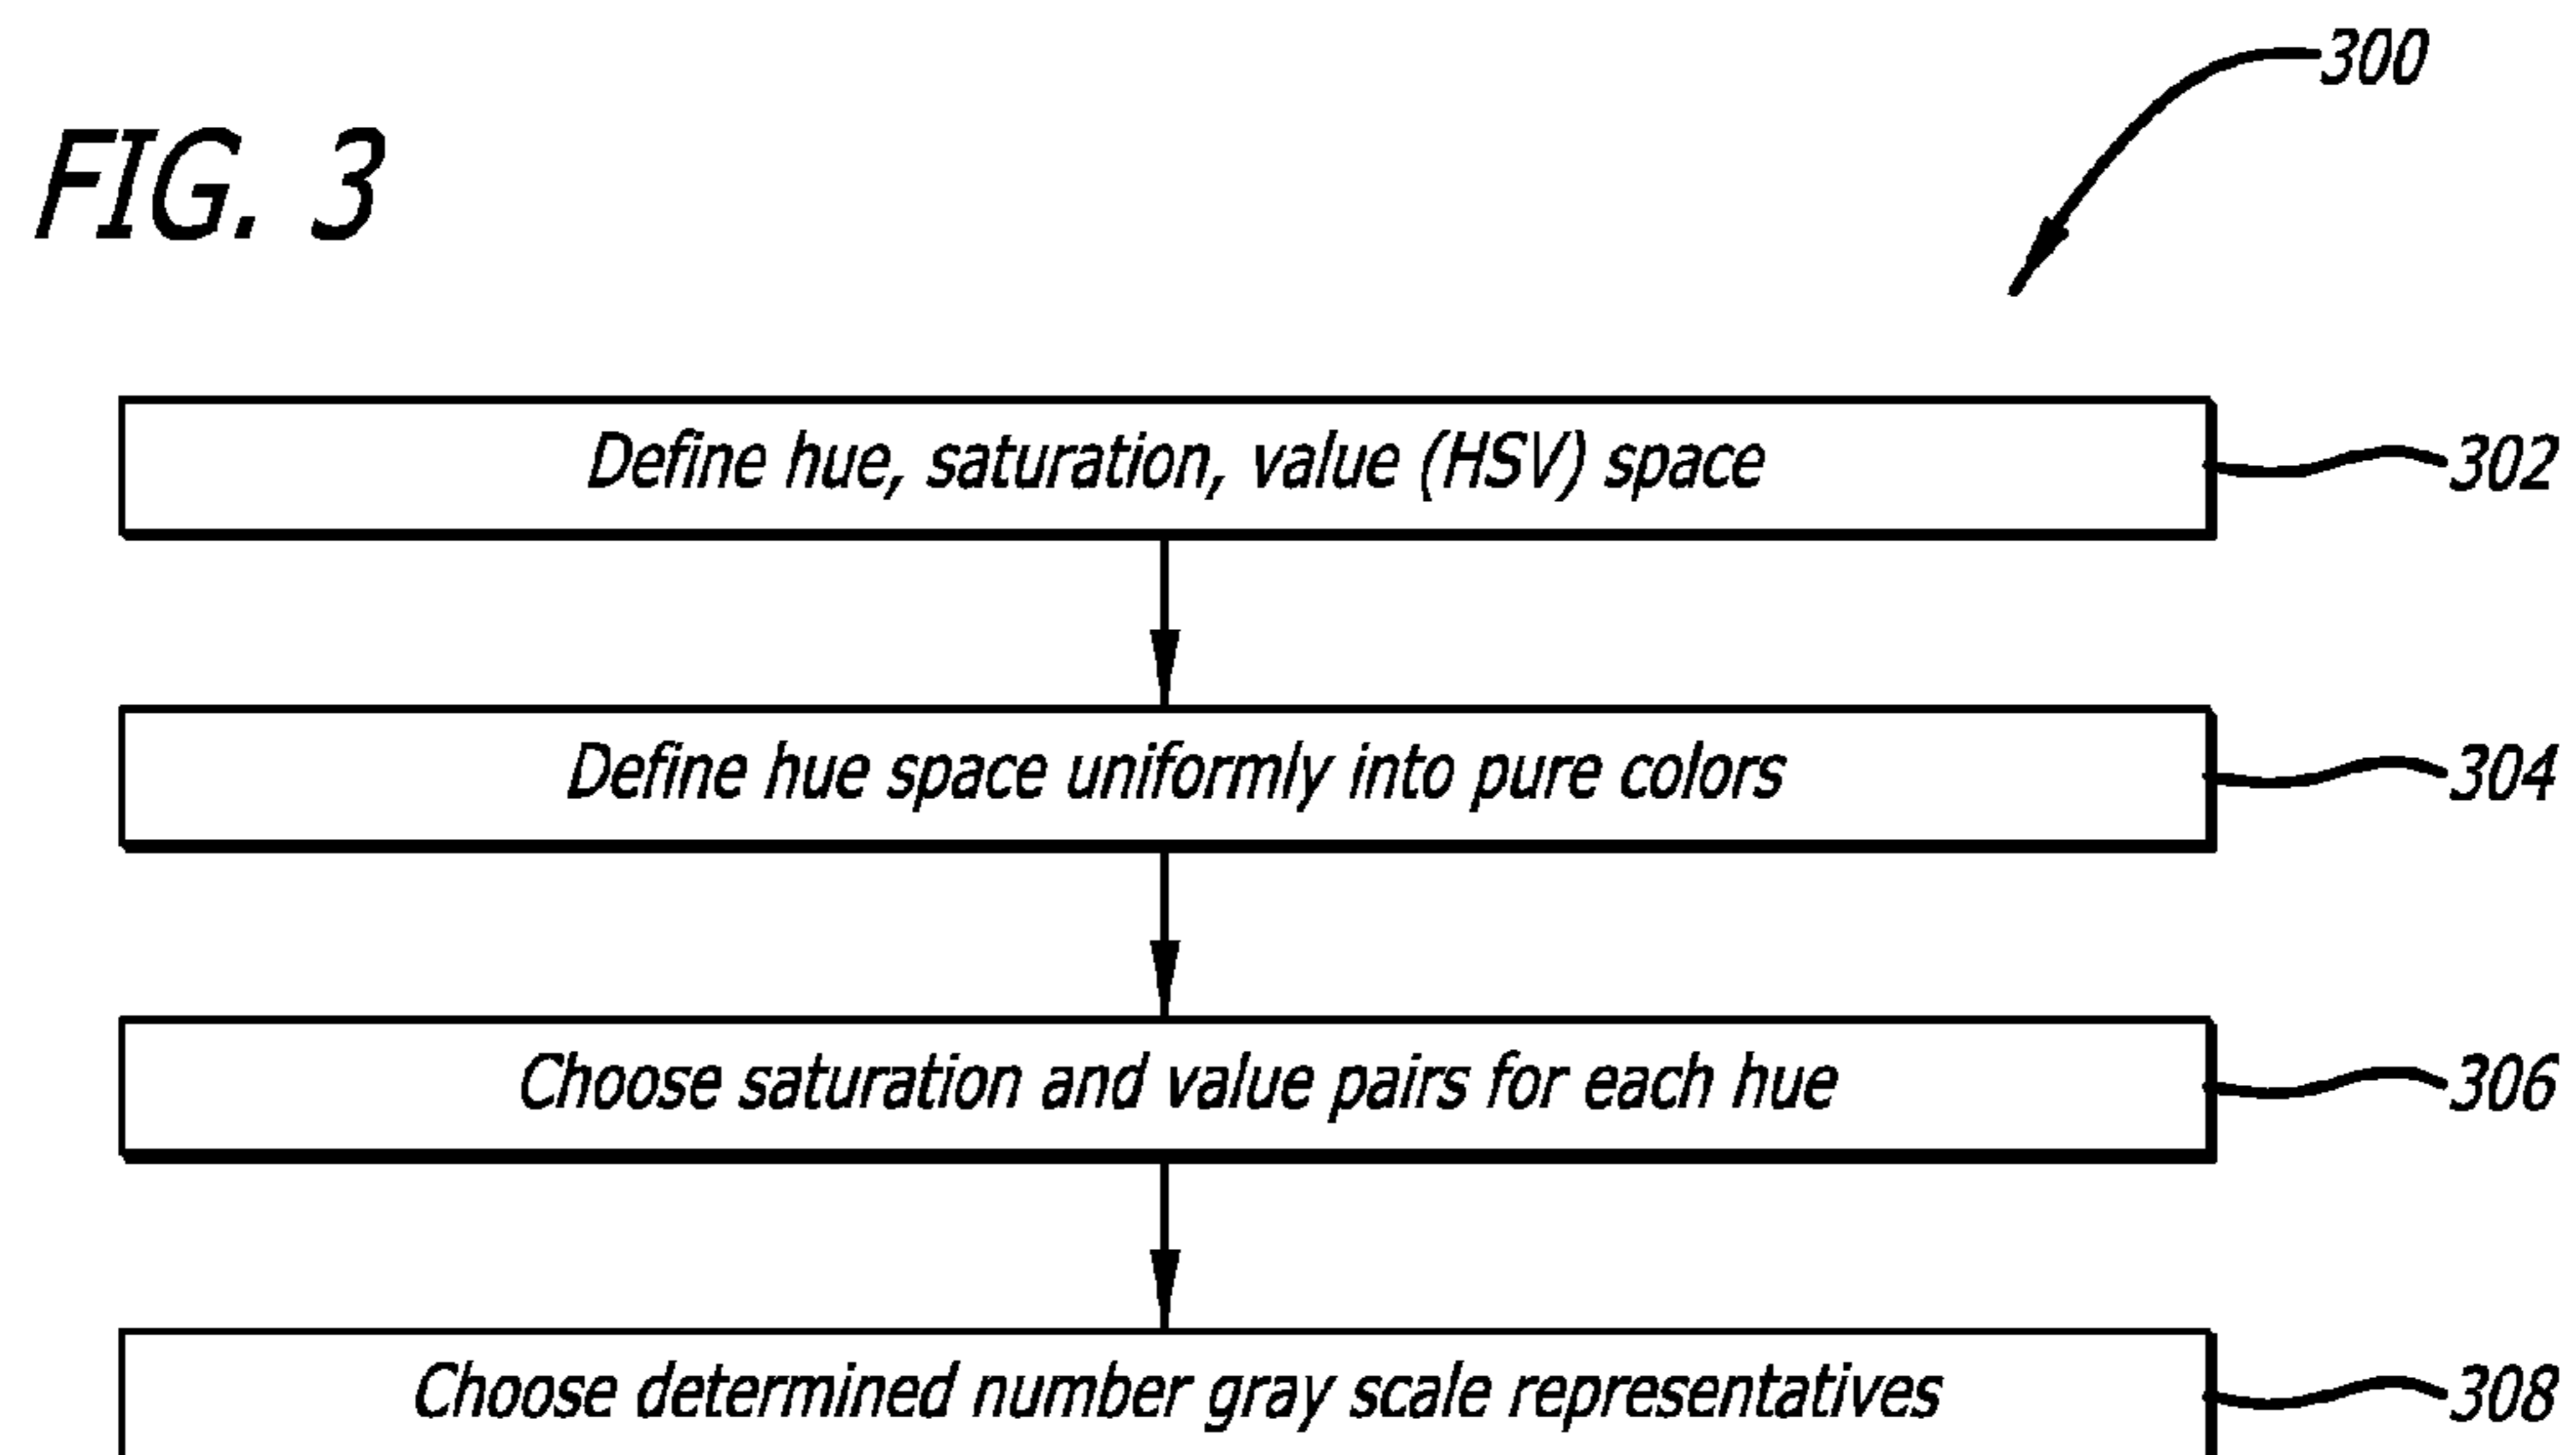 300
FIG. 3
Define hue, saturation, value (HSV) space
302
Define hue space uniformly into pure colors
304
Choose saturation and value pairs for each hue
306
Choose determined number gray scale representatives
308